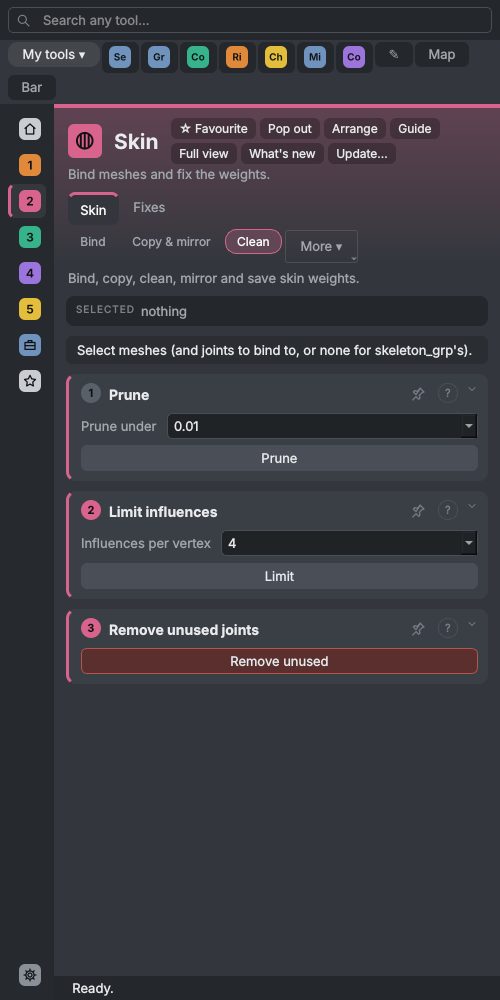 Search any tool...
My tools ▾ Se Gr Co Ri Ch Mi Co ✎ Map
Bar
Skin
☆ Favourite Pop out Arrange Guide
Full view What's new Update...
Bind meshes and fix the weights.
Skin Fixes
Bind Copy & mirror Clean More ▾
Bind, copy, clean, mirror and save skin weights.
SELECTED nothing
Select meshes (and joints to bind to, or none for skeleton_grp's).
1 Prune ?
Prune under 0.01
Prune
2 Limit influences ?
Influences per vertex 4
Limit
3 Remove unused joints ?
Remove unused
1
2
3
4
5
Ready.